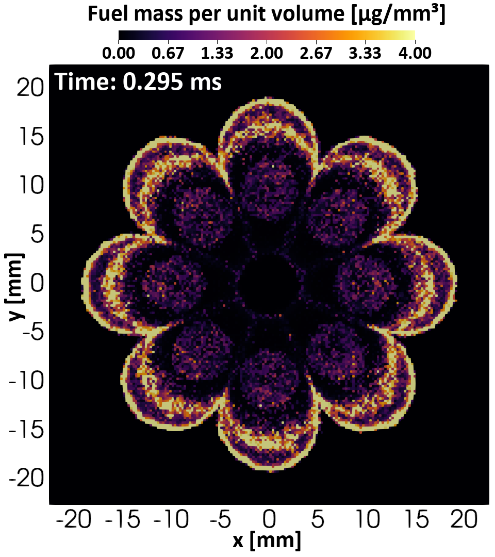 Fuel mass per unit volume [µg/mm³]
0.00 0.67 1.33 2.00 2.67 3.33 4.00
Time: 0.295 ms
20
15
10
5
0
-5
-10
-15
-20
y [mm]
-20 -15 -10 -5 0 5 10 15 20
x [mm]